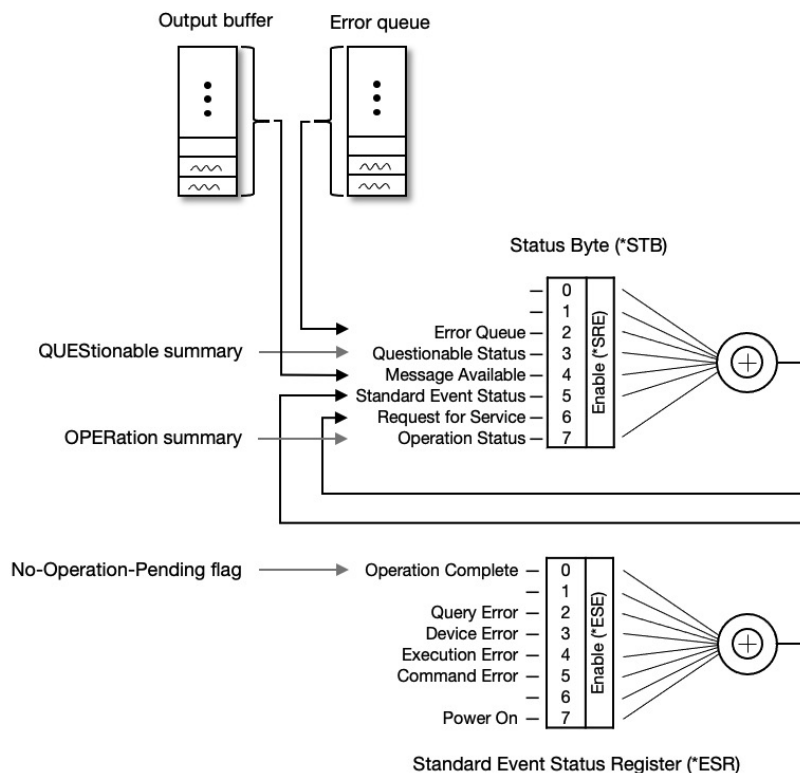 Output buffer
Error queue
Status Byte (*STB)
0
1
Error Queue 2
QUEStionable summary Questionable Status 3
Message Available 4
Standard Event Status 5
Request for Service 6
OPERation summary Operation Status 7
Enable (*SRE)
No-Operation-Pending flag Operation Complete 0
1
Query Error 2
Device Error 3
Execution Error 4
Command Error 5
6
Power On 7
Enable (*ESE)
Standard Event Status Register (*ESR)